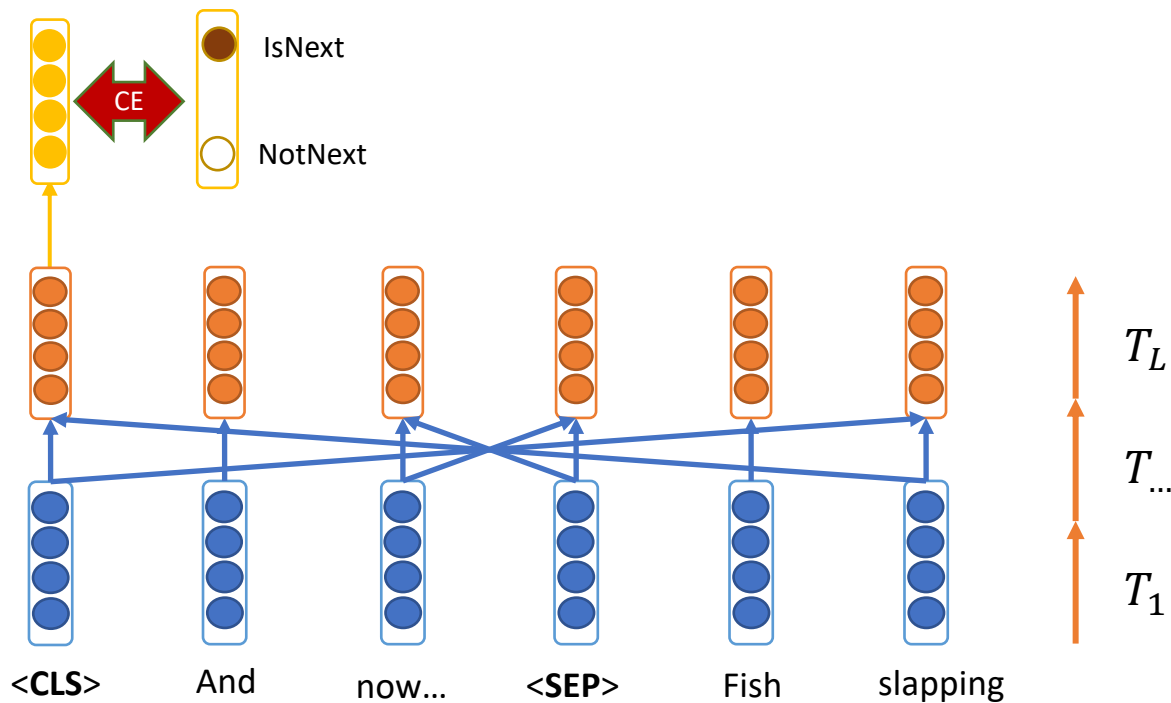 IsNext
CE
NotNext
T_L
T_...
T_1
<CLS> And now… <SEP> Fish slapping